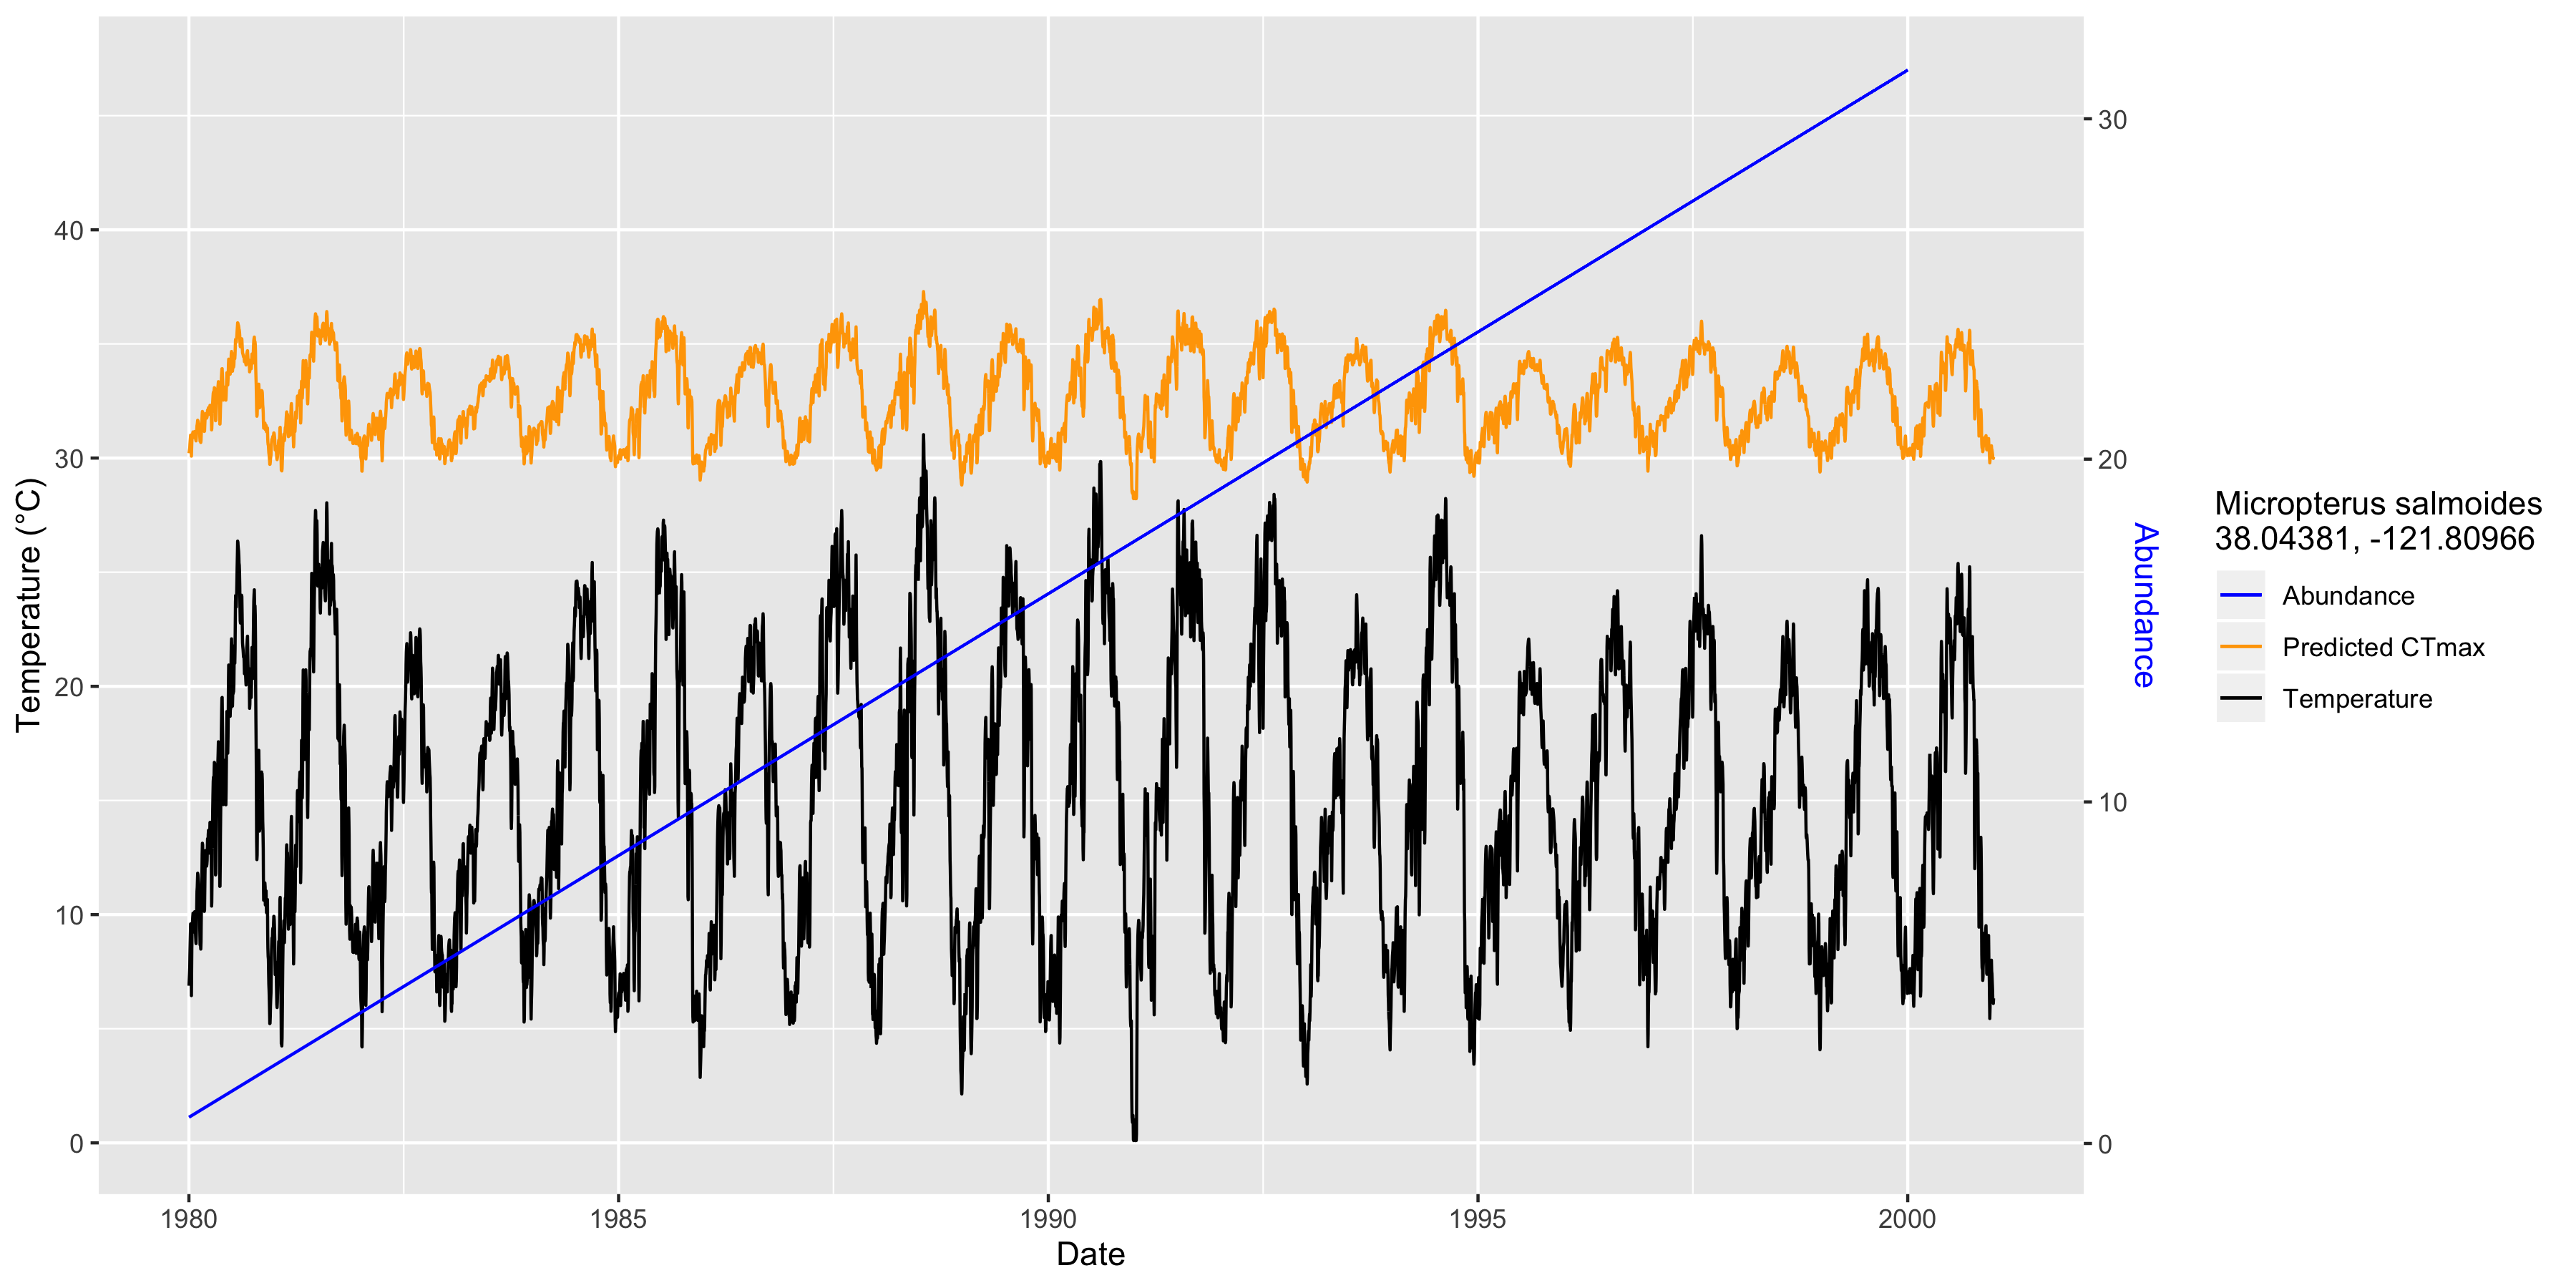 Temperature (°C)
40
30
20
10
0
1980
1985
1990
1995
2000
Date
30
20
10
0
Abundance
Micropterus salmoides
38.04381, -121.80966
Abundance
Predicted CTmax
Temperature